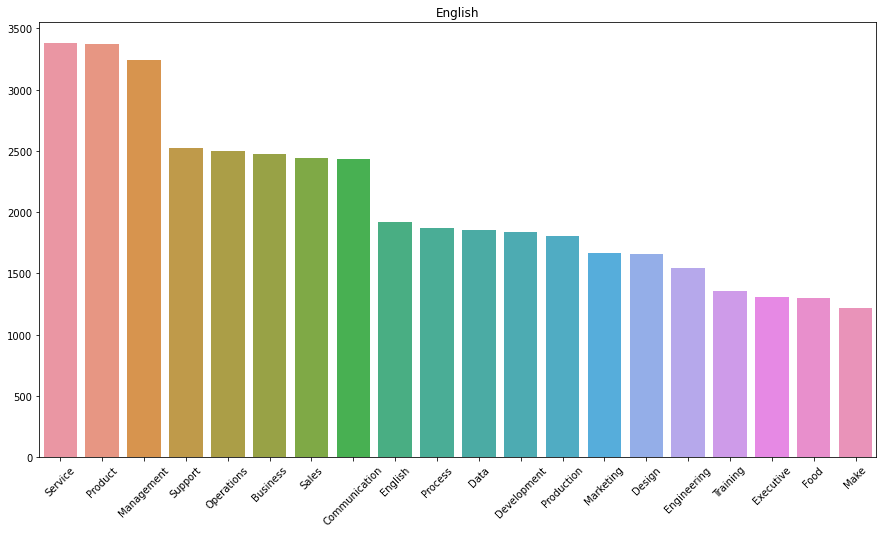 English
3500
3000
2500
2000
1500
1000
500
0
Service
Product
Management
Support
Operations
Business
Sales
Communication
English
Process
Data
Development
Production
Marketing
Design
Engineering
Training
Executive
Food
Make